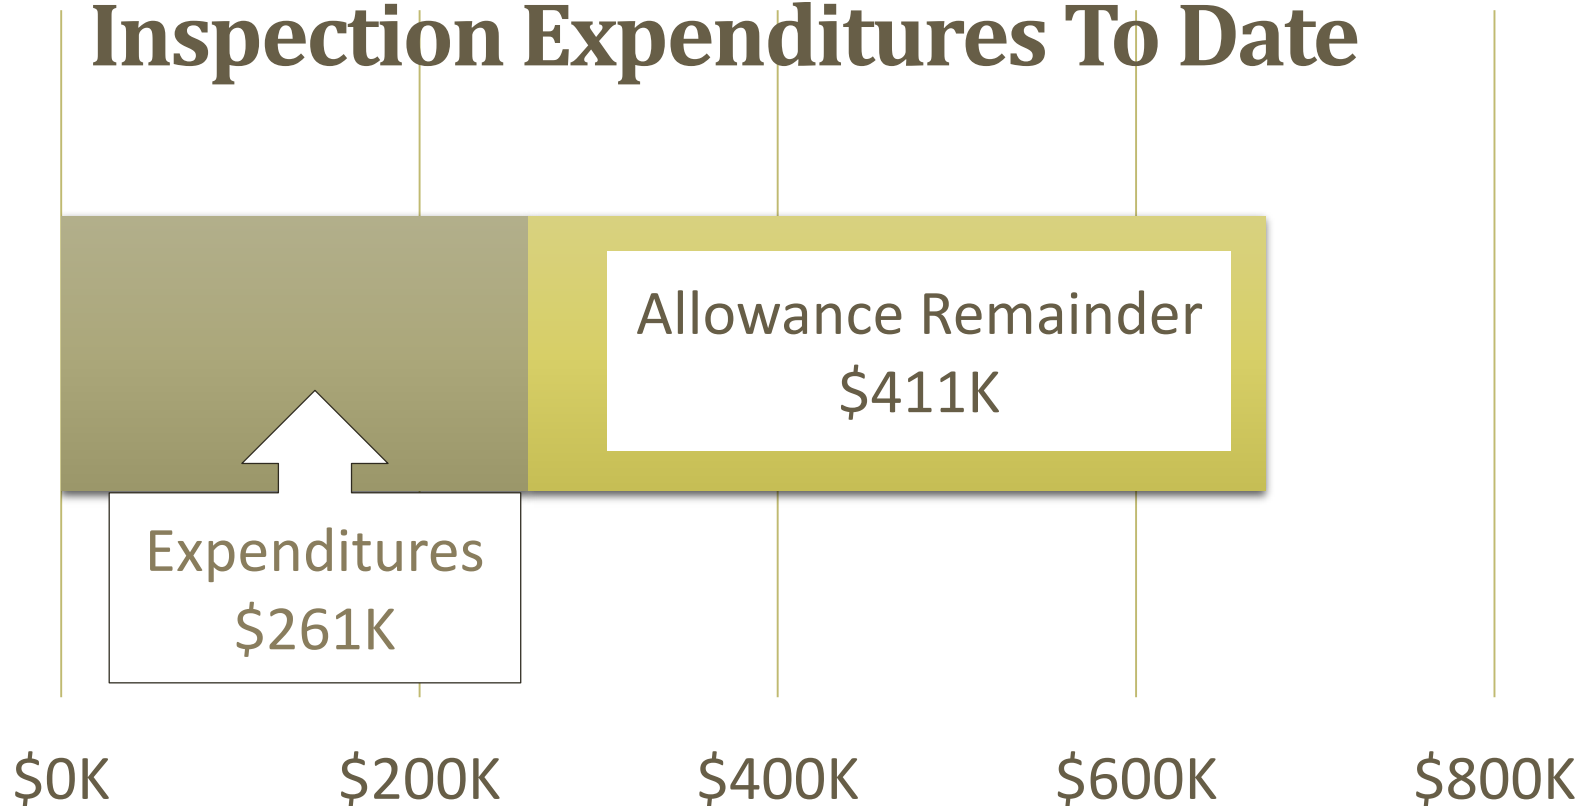 Inspection Expenditures To Date
Allowance Remainder
$411K
Expenditures
$261K
$0K $200K $400K $600K $800K